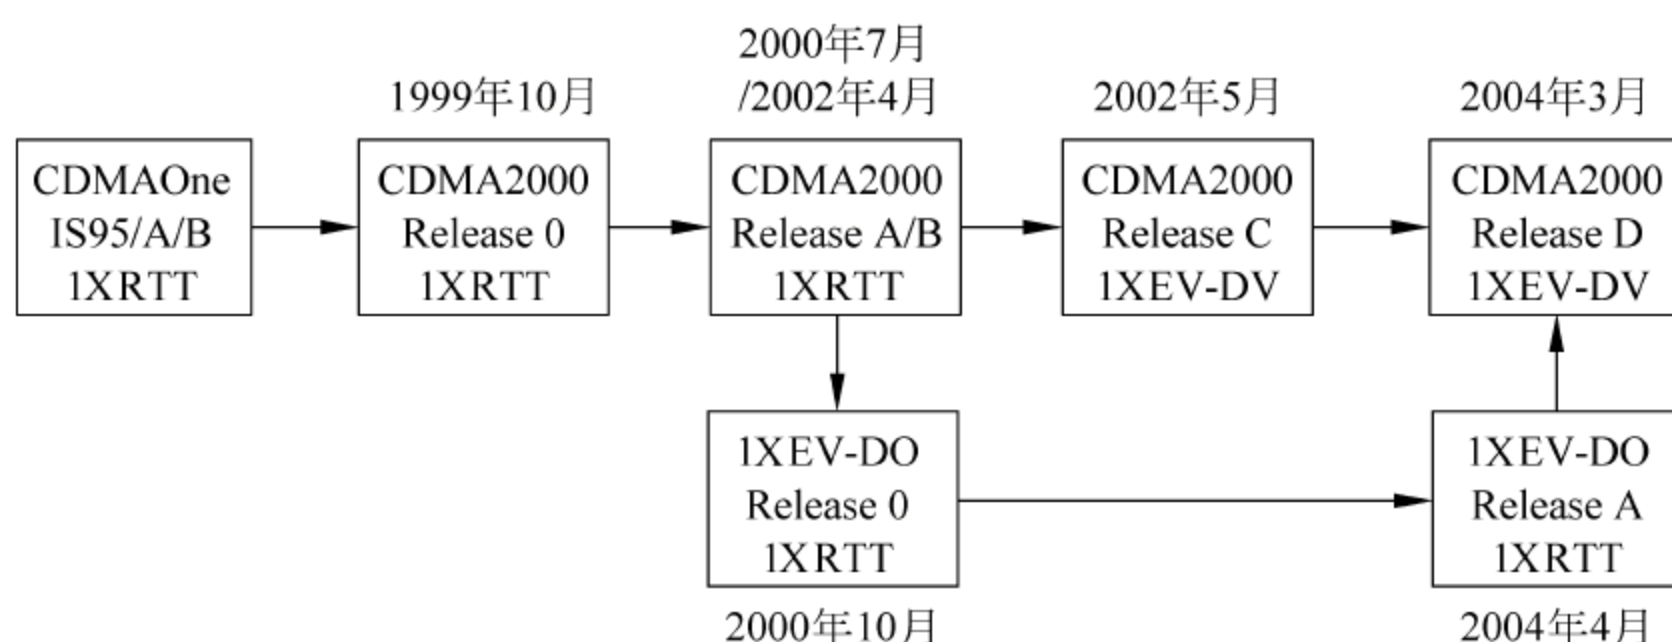 1999年10月
2000年7月
/2002年4月
2002年5月
2004年3月
CDMAOne
IS95/A/B
1XRTT
CDMA2000
Release 0
1XRTT
CDMA2000
Release A/B
1XRTT
CDMA2000
Release C
1XEV-DV
CDMA2000
Release D
1XEV-DV
1XEV-DO
Release 0
1XRTT
2000年10月
1XEV-DO
Release A
1XRTT
2004年4月